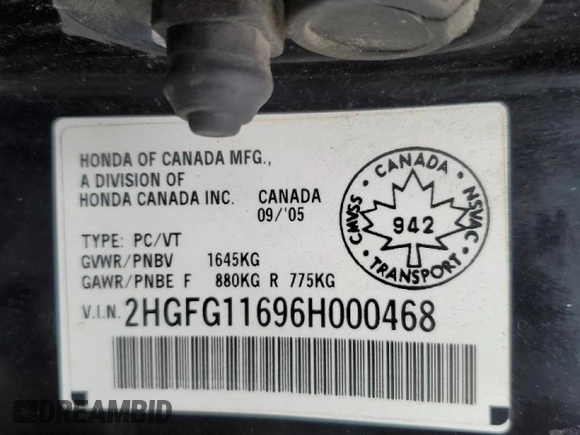 HONDA OF CANADA MFG.,
A DIVISION OF
HONDA CANADA INC. CANADA
09/'05
TYPE: PC/VT
GVWR/PNBV 1645KG
GAWR/PNBE F 880KG R 775KG
V.I.N. 2HGFG11696H000468
CANADA
CMVSS
NSVAC
942
TRANSPORT
DREAMBID